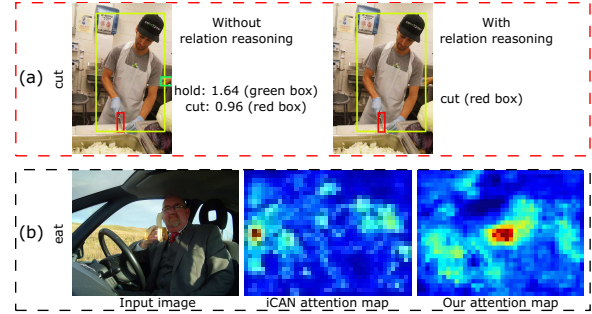 Without
relation reasoning
With
relation reasoning
(a)
cut
hold: 1.64 (green box)
cut: 0.96 (red box)
cut (red box)
(b)
eat
Input image
iCAN attention map
Our attention map